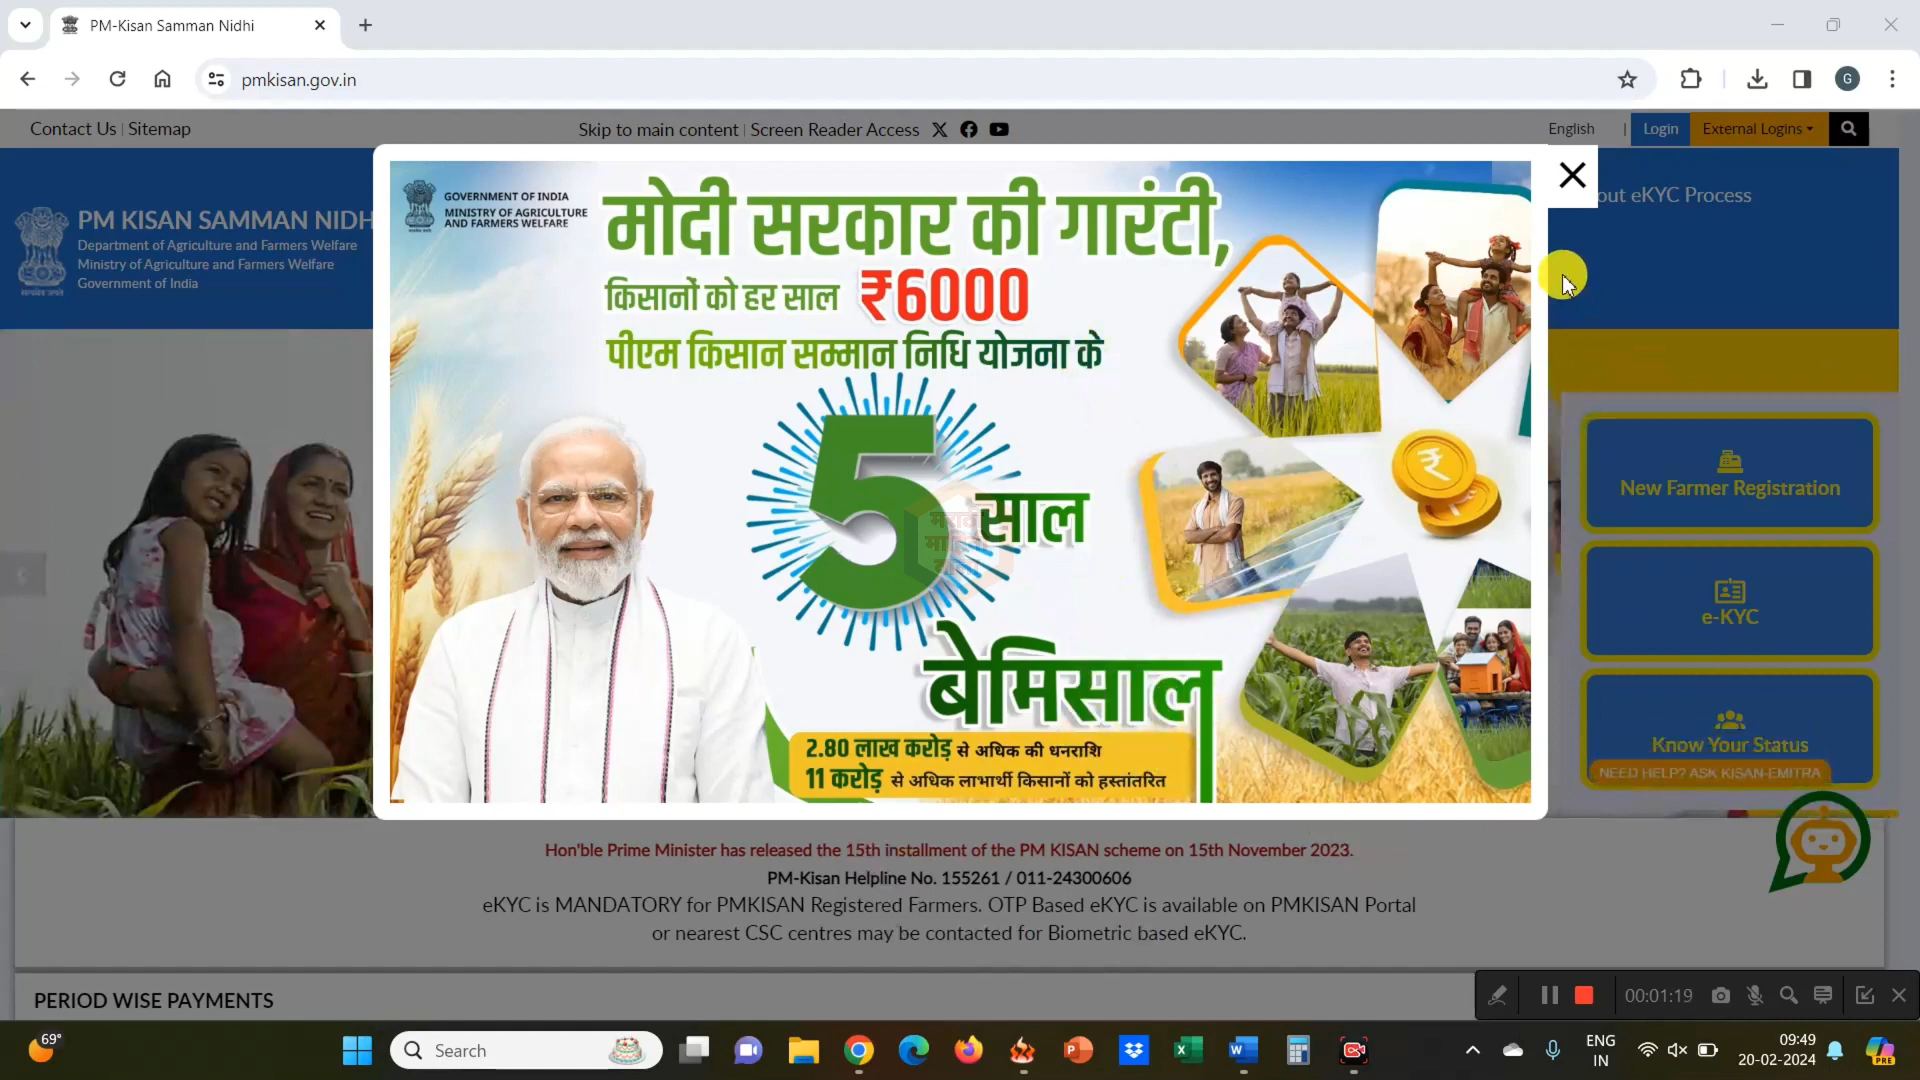 PM-Kisan Samman Nidhi
pmkisan.gov.in
G
Contact Us | Sitemap
Skip to main content | Screen Reader Access
English | Login External Logins
PM KISAN SAMMAN NIDH
Department of Agriculture and Farmers Welfare
Ministry of Agriculture and Farmers Welfare
Government of India
out eKYC Process
GOVERNMENT OF INDIA
MINISTRY OF AGRICULTURE
AND FARMERS WELFARE
मोदी सरकार की गारंटी,
किसानों को हर साल ₹6000
पीएम किसान सम्मान निधि योजना के
5 साल
बेमिसाल
2.80 लाख करोड़ से अधिक की धनराशि
11 करोड़ से अधिक लाभार्थी किसानों को हस्तांतरित
New Farmer Registration
e-KYC
Know Your Status
NEED HELP? ASK KISAN-EMITRA
Hon'ble Prime Minister has released the 15th installment of the PM KISAN scheme on 15th November 2023.
PM-Kisan Helpline No. 155261 / 011-24300606
eKYC is MANDATORY for PMKISAN Registered Farmers. OTP Based eKYC is available on PMKISAN Portal
or nearest CSC centres may be contacted for Biometric based eKYC.
PERIOD WISE PAYMENTS
00:01:19
69°
Search
ENG
IN
09:49
20-02-2024
PRE